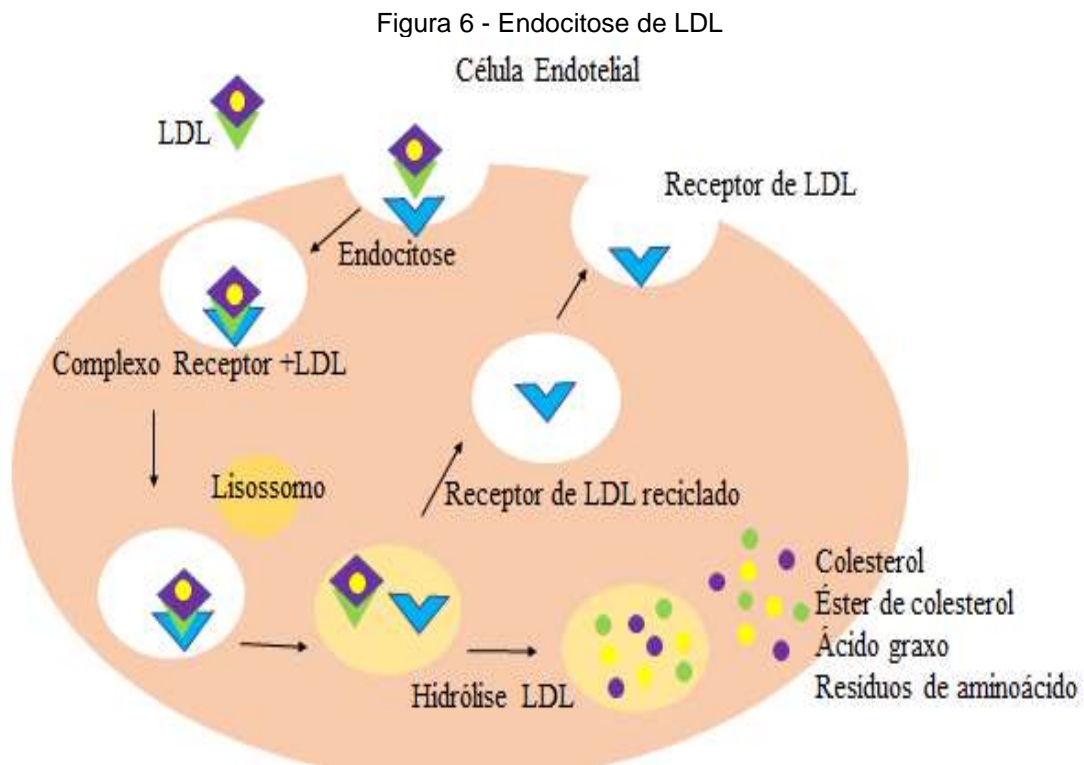 Figura 6 - Endocitose de LDL
Célula Endotelial
LDL
Receptor de LDL
Endocitose
Complexo Receptor +LDL
Lisossomo
Receptor de LDL reciclado
Colesterol
Éster de colesterol
Ácido graxo
Resíduos de aminoácido
Hidrólise LDL